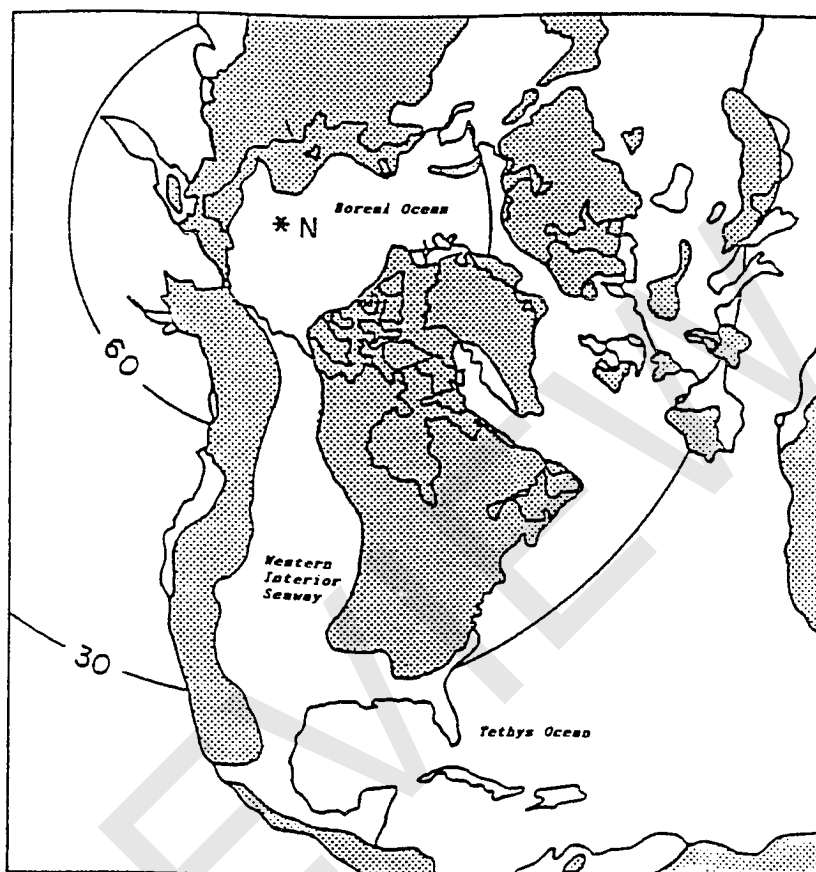 * N
Boreal Ocean
60
Western
Interior
Seaway
30
Tethys Ocean